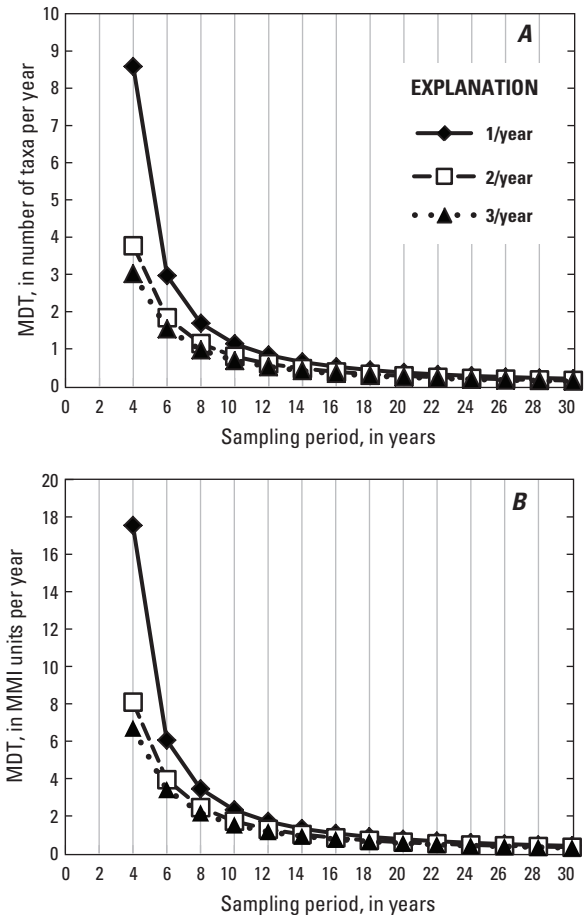 A
EXPLANATION
1/year
2/year
3/year
MDT, in number of taxa per year
10
9
8
7
6
5
4
3
2
1
0
0 2 4 6 8 10 12 14 16 18 20 22 24 26 28 30
Sampling period, in years
B
MDT, in MMI units per year
20
18
16
14
12
10
8
6
4
2
0
0 2 4 6 8 10 12 14 16 18 20 22 24 26 28 30
Sampling period, in years